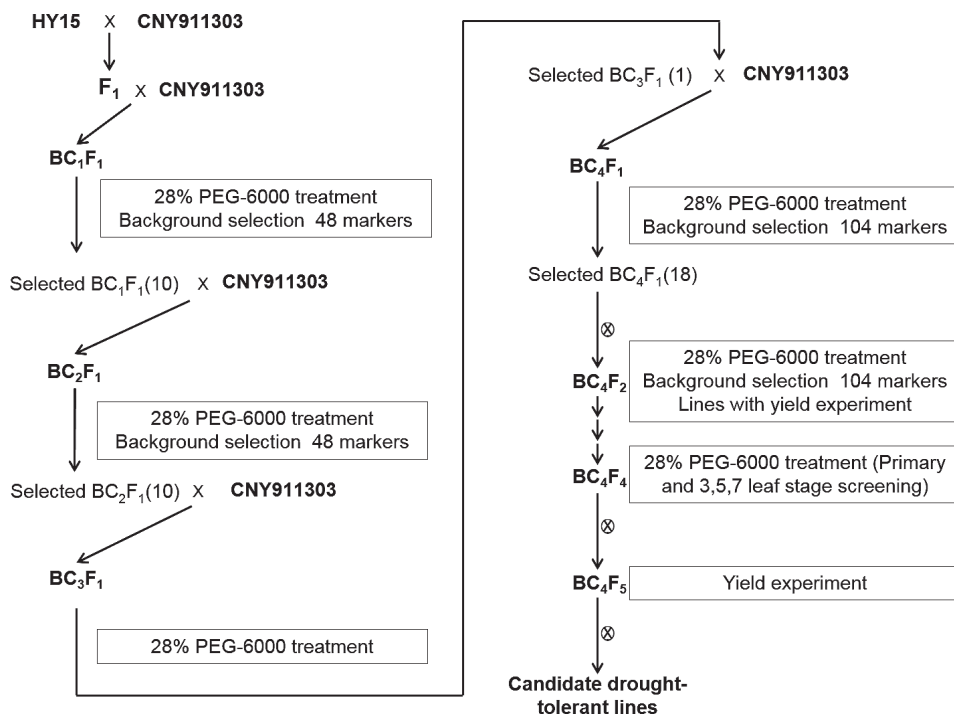 HY15 X CNY911303
F₁ X CNY911303
BC₁F₁
28% PEG-6000 treatment
Background selection 48 markers
Selected BC₁F₁(10) X CNY911303
BC₂F₁
28% PEG-6000 treatment
Background selection 48 markers
Selected BC₂F₁(10) X CNY911303
BC₃F₁
28% PEG-6000 treatment
Selected BC₃F₁ (1) X CNY911303
BC₄F₁
28% PEG-6000 treatment
Background selection 104 markers
Selected BC₄F₁(18)
⊗
BC₄F₂
28% PEG-6000 treatment
Background selection 104 markers
Lines with yield experiment
BC₄F₄
28% PEG-6000 treatment (Primary
and 3,5,7 leaf stage screening)
⊗
BC₄F₅
Yield experiment
⊗
Candidate drought-
tolerant lines